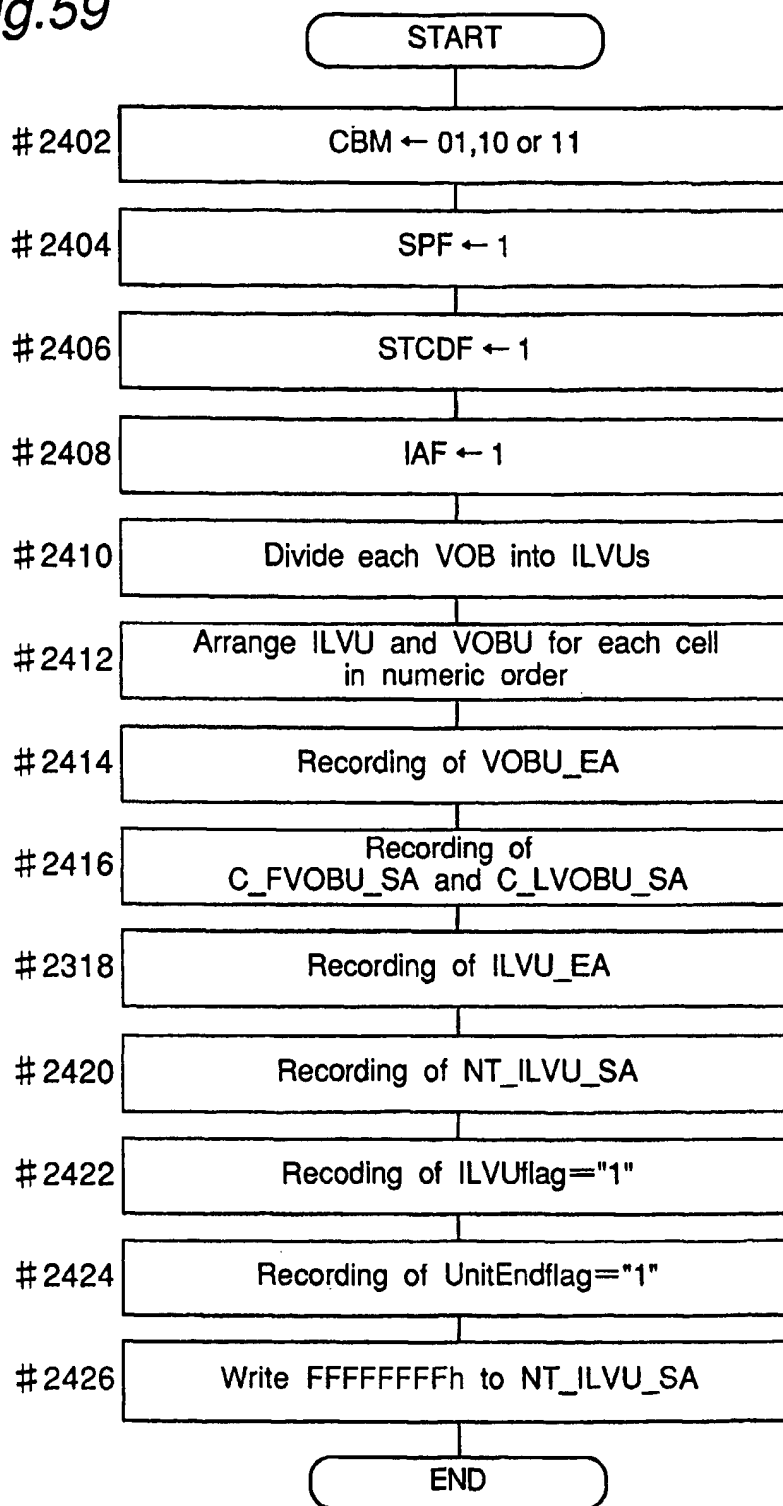 g.59
START
#2402 CBM ← 01,10 or 11
#2404 SPF ← 1
#2406 STCDF ← 1
#2408 IAF ← 1
#2410 Divide each VOB into ILVUs
#2412 Arrange ILVU and VOBU for each cell
in numeric order
#2414 Recording of VOBU_EA
#2416 Recording of
C_FVOBU_SA and C_LVOBU_SA
#2318 Recording of ILVU_EA
#2420 Recording of NT_ILVU_SA
#2422 Recoding of ILVUflag="1"
#2424 Recording of UnitEndflag="1"
#2426 Write FFFFFFFFh to NT_ILVU_SA
END